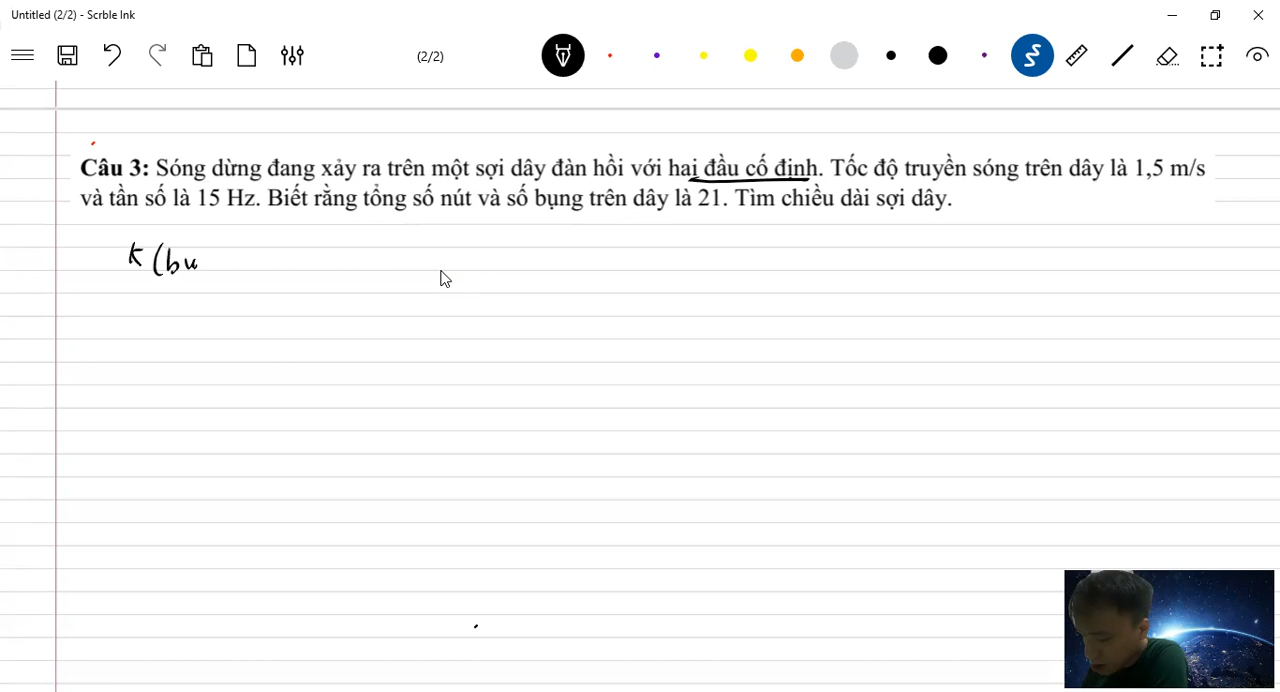 Untitled (2/2) - Scrble Ink
(2/2)
Câu 3: Sóng dừng đang xảy ra trên một sợi dây đàn hồi với hai đầu cố định. Tốc độ truyền sóng trên dây là 1,5 m/s
và tần số là 15 Hz. Biết rằng tổng số nút và số bụng trên dây là 21. Tìm chiều dài sợi dây.
k (bu